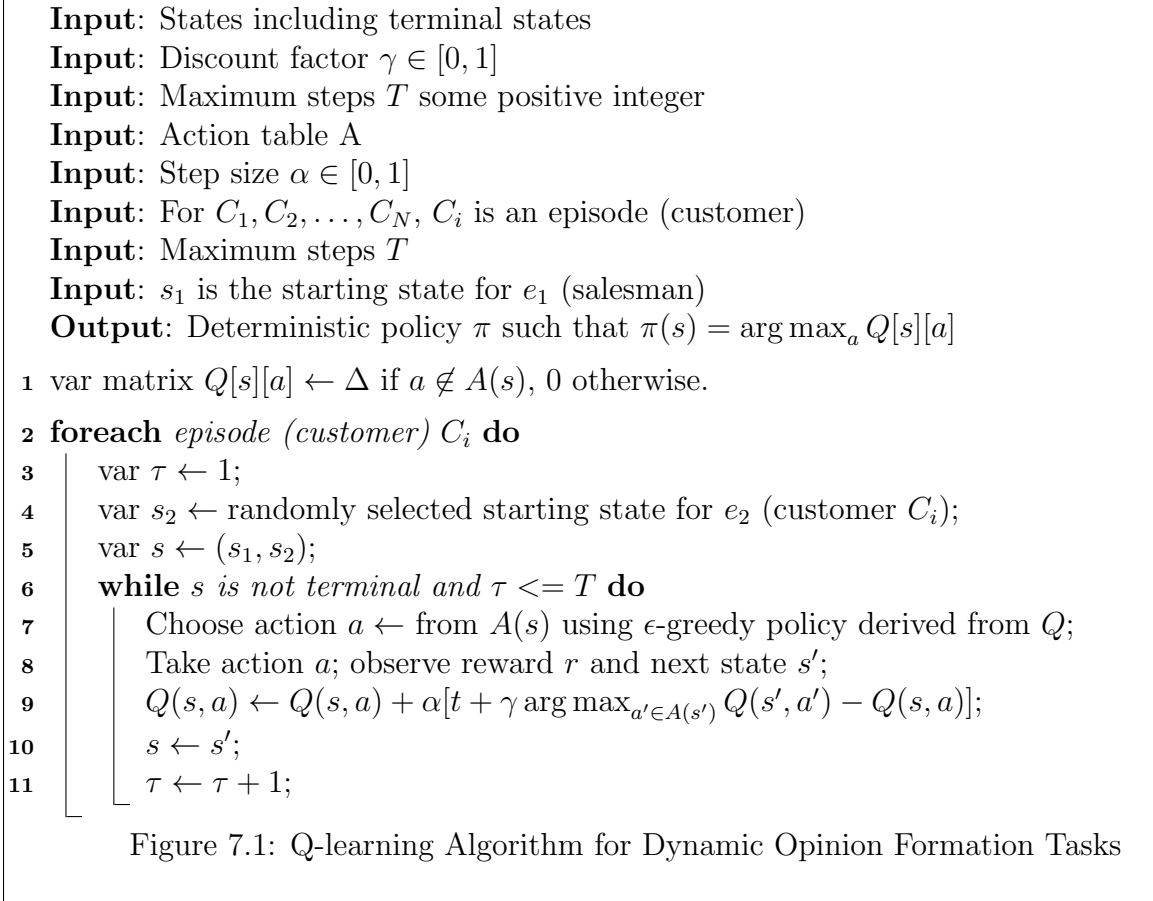 Input: States including terminal states
Input: Discount factor γ ∈ [0, 1]
Input: Maximum steps T some positive integer
Input: Action table A
Input: Step size α ∈ [0, 1]
Input: For C₁, C₂, . . . , C_N, C_i is an episode (customer)
Input: Maximum steps T
Input: s₁ is the starting state for e₁ (salesman)
Output: Deterministic policy π such that π(s) = arg max_a Q[s][a]
1 var matrix Q[s][a] ← Δ if a ∉ A(s), 0 otherwise.
2 foreach episode (customer) C_i do
3 var τ ← 1;
4 var s₂ ← randomly selected starting state for e₂ (customer C_i);
5 var s ← (s₁, s₂);
6 while s is not terminal and τ <= T do
7 Choose action a ← from A(s) using ϵ-greedy policy derived from Q;
8 Take action a; observe reward r and next state s′;
9 Q(s, a) ← Q(s, a) + α[t + γ arg max_{a′∈A(s′)} Q(s′, a′) − Q(s, a)];
10 s ← s′;
11 τ ← τ + 1;
Figure 7.1: Q-learning Algorithm for Dynamic Opinion Formation Tasks